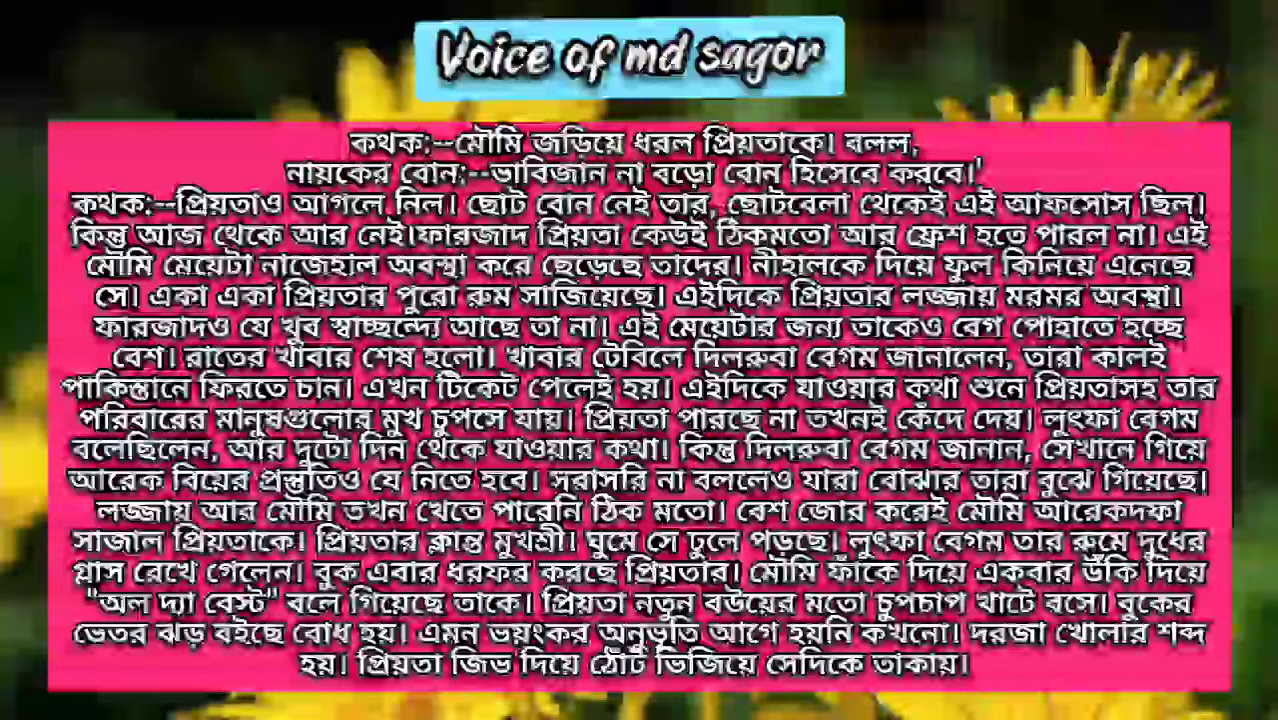 Voice of md sagor
কথক:--মৌমি জড়িয়ে ধরল প্রিয়তাকে। বলল,
নায়কের বোন:--ভাবিজান না বড়ো বোন হিসেবে করবে।'
কথক:--প্রিয়তাও আগলে নিল। ছোট বোন নেই তার, ছোটবেলা থেকেই এই আফসোস ছিল।
কিন্তু আজ থেকে আর নেই।ফারজাদ প্রিয়তা কেউই ঠিকমতো আর ফ্রেশ হতে পারল না। এই
মৌমি মেয়েটা নাজেহাল অবস্থা করে ছেড়েছে তাদের। নীহালকে দিয়ে ফুল কিনিয়ে এনেছে
সে। একা একা প্রিয়তার পুরো রুম সাজিয়েছে। এইদিকে প্রিয়তার লজ্জায় মরমর অবস্থা।
ফারজাদও যে খুব স্বাচ্ছন্দ্যে আছে তা না। এই মেয়েটার জন্য তাকেও বেগ পোহাতে হচ্ছে
বেশ। রাতের খাবার শেষ হলো। খাবার টেবিলে দিলরুবা বেগম জানালেন, তারা কালই
পাকিস্তানে ফিরতে চান। এখন টিকেট পেলেই হয়। এইদিকে যাওয়ার কথা শুনে প্রিয়তাসহ তার
পরিবারের মানুষগুলোর মুখ চুপসে যায়। প্রিয়তা পারছে না তখনই কেঁদে দেয়। লুৎফা বেগম
বলেছিলেন, আর দুটো দিন থেকে যাওয়ার কথা। কিন্তু দিলরুবা বেগম জানান, সেখানে গিয়ে
আরেক বিয়ের প্রস্তুতিও যে নিতে হবে। সরাসরি না বললেও যারা বোঝার তারা বুঝে গিয়েছে।
লজ্জায় আর মৌমি তখন খেতে পারেনি ঠিক মতো। বেশ জোর করেই মৌমি আরেকদফা
সাজাল প্রিয়তাকে। প্রিয়তার ক্লান্ত মুখশ্রী। ঘুমে সে ঢুলে পড়ছে। লুৎফা বেগম তার রুমে দুধের
গ্লাস রেখে গেলেন। বুক এবার ধরফর করছে প্রিয়তার। মৌমি ফাঁকে দিয়ে একবার উঁকি দিয়ে
"অল দ্যা বেস্ট" বলে গিয়েছে তাকে। প্রিয়তা নতুন বউয়ের মতো চুপচাপ খাটে বসে। বুকের
ভেতর ঝড় বইছে বোধ হয়। এমন ভয়ংকর অনুভূতি আগে হয়নি কখনো। দরজা খোলার শব্দ
হয়। প্রিয়তা জিভ দিয়ে ঠোঁট ভিজিয়ে সেদিকে তাকায়।